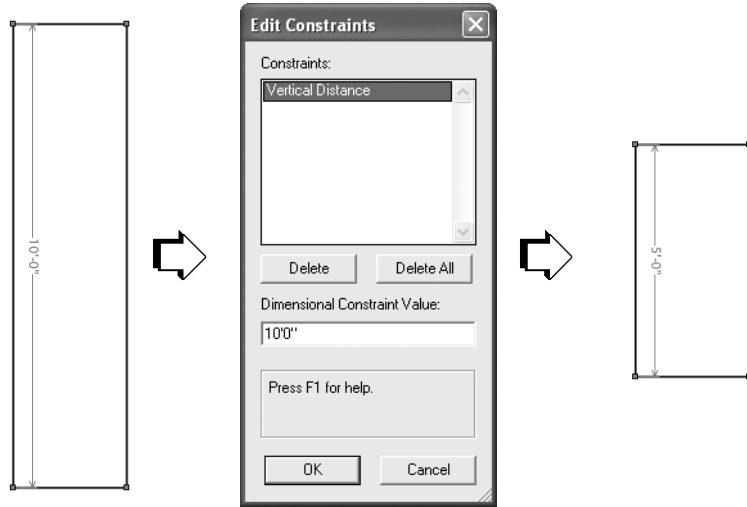 10'-0"
Edit Constraints
Constraints:
Vertical Distance
Delete
Delete All
Dimensional Constraint Value:
10'0"
Press F1 for help.
OK
Cancel
5'-0"